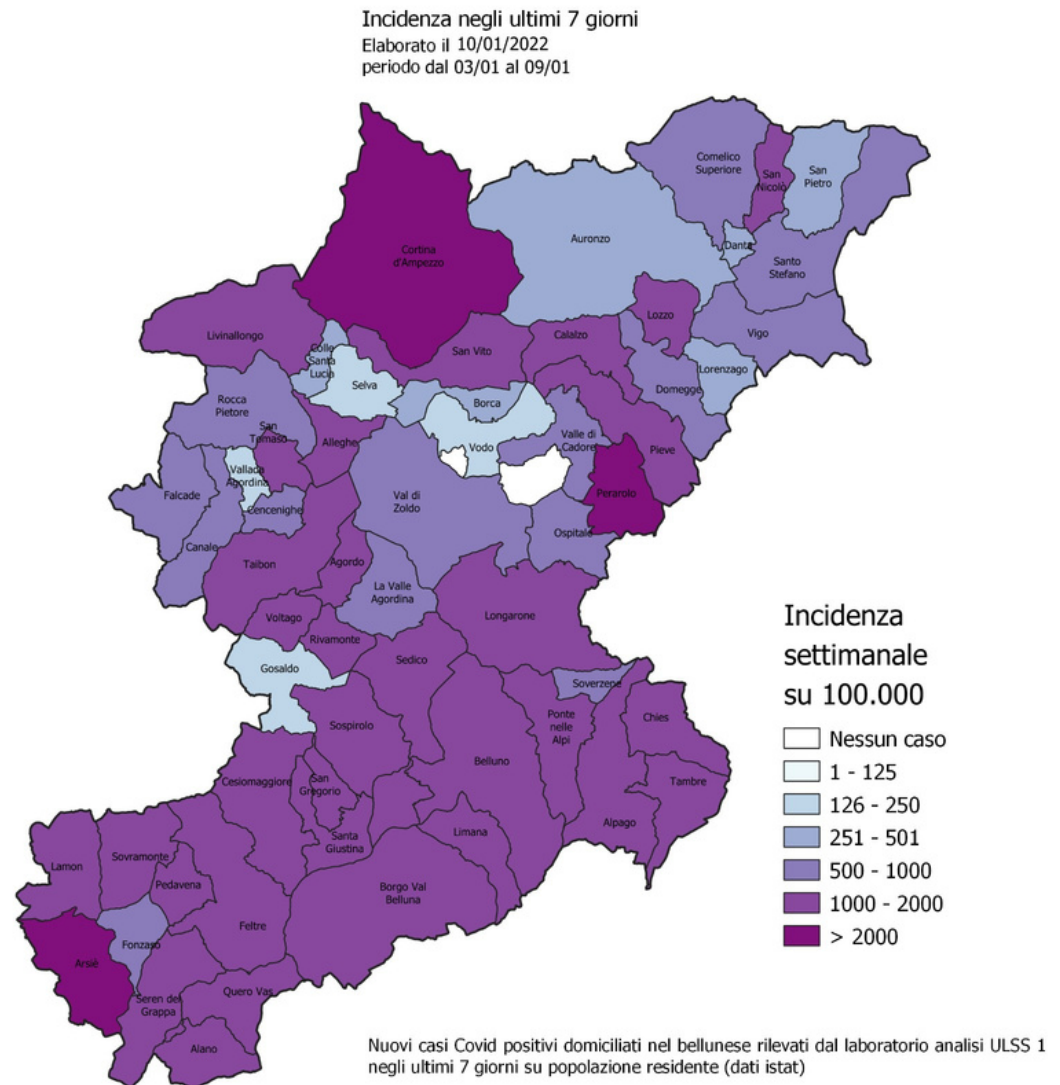 Incidenza negli ultimi 7 giorni
Elaborato il 10/01/2022
periodo dal 03/01 al 09/01
Comelico
Superiore
San
Nicolò
San
Pietro
Cortina
d'Ampezzo
Auronzo
Danta
Santo
Stefano
Livinallongo
Lozzo
Calalzo
Vigo
Colle
Santa
Lucia
San Vito
Selva
Lorenzago
Domegge
Rocca
Pietore
Borca
San
Tomaso
Alleghe
Vodo
Valle di
Cadore
Pieve
Vallada
Agordina
Falcade
Cencenighe
Val di
Zoldo
Perarolo
Canale
Ospitale
Taibon
Agordo
La Valle
Agordina
Voltago
Rivamonte
Longarone
Gosaldo
Sedico
Soverzene
Sospirolo
Ponte
nelle
Alpi
Chies
Belluno
Cesiomaggiore
San
Gregorio
Tambre
Santa
Giustina
Limana
Alpago
Lamon
Sovramonte
Pedavena
Borgo Val
Belluna
Feltre
Fonzaso
Arsiè
Seren del
Grappa
Quero Vas
Alano
Incidenza
settimanale
su 100.000
Nessun caso
1 - 125
126 - 250
251 - 501
500 - 1000
1000 - 2000
> 2000
Nuovi casi Covid positivi domiciliati nel bellunese rilevati dal laboratorio analisi ULSS 1
negli ultimi 7 giorni su popolazione residente (dati istat)